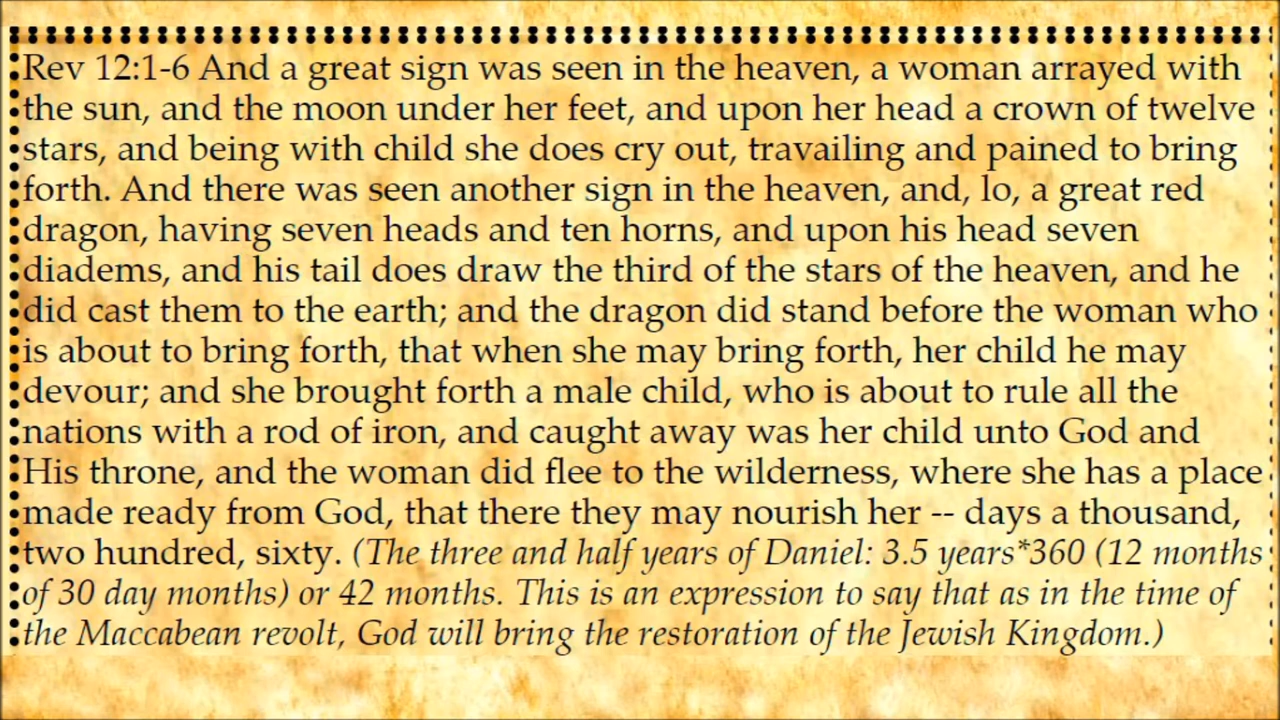 Rev 12:1-6 And a great sign was seen in the heaven, a woman arrayed with
the sun, and the moon under her feet, and upon her head a crown of twelve
stars, and being with child she does cry out, travailing and pained to bring
forth. And there was seen another sign in the heaven, and, lo, a great red
dragon, having seven heads and ten horns, and upon his head seven
diadems, and his tail does draw the third of the stars of the heaven, and he
did cast them to the earth; and the dragon did stand before the woman who
is about to bring forth, that when she may bring forth, her child he may
devour; and she brought forth a male child, who is about to rule all the
nations with a rod of iron, and caught away was her child unto God and
His throne, and the woman did flee to the wilderness, where she has a place
made ready from God, that there they may nourish her -- days a thousand,
two hundred, sixty. (The three and half years of Daniel: 3.5 years*360 (12 months
of 30 day months) or 42 months. This is an expression to say that as in the time of
the Maccabean revolt, God will bring the restoration of the Jewish Kingdom.)